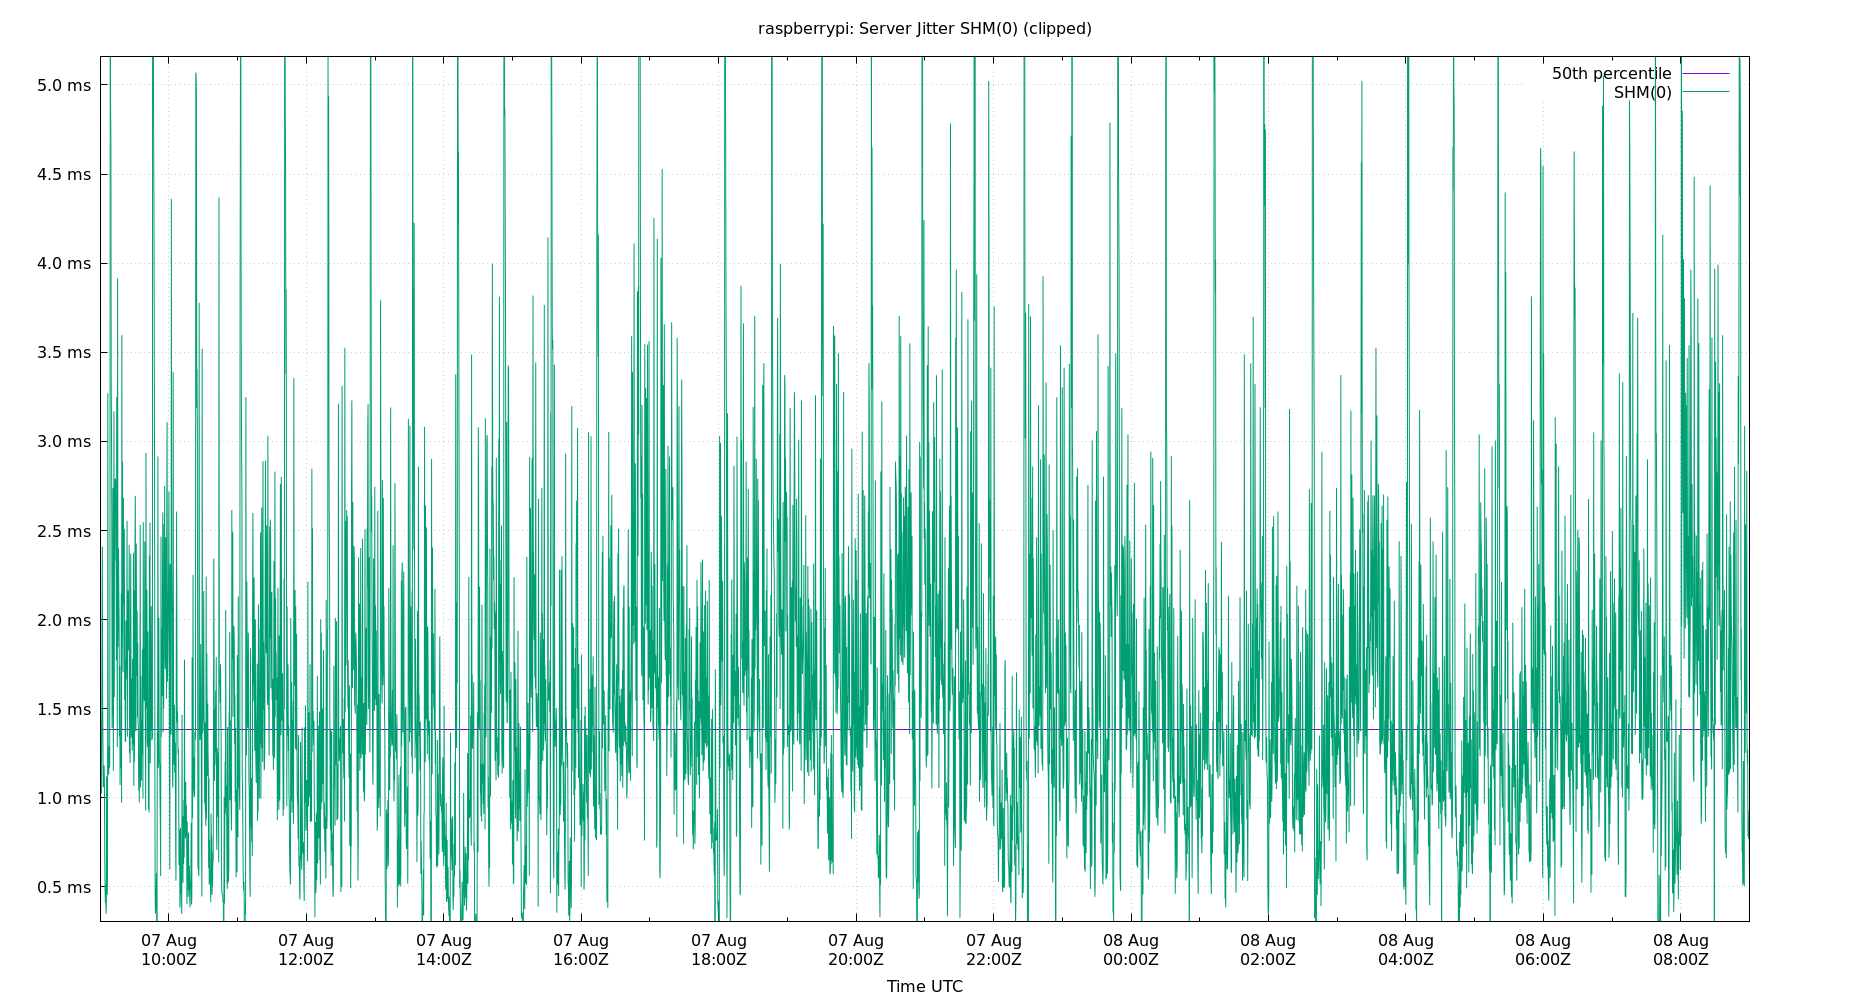 raspberrypi: Server Jitter SHM(0) (clipped)
50th percentile
SHM(0)
5.0 ms
4.5 ms
4.0 ms
3.5 ms
3.0 ms
2.5 ms
2.0 ms
1.5 ms
1.0 ms
0.5 ms
07 Aug 07 Aug 07 Aug 07 Aug 07 Aug 07 Aug 07 Aug 08 Aug 08 Aug 08 Aug 08 Aug 08 Aug
10:00Z 12:00Z 14:00Z 16:00Z 18:00Z 20:00Z 22:00Z 00:00Z 02:00Z 04:00Z 06:00Z 08:00Z
Time UTC